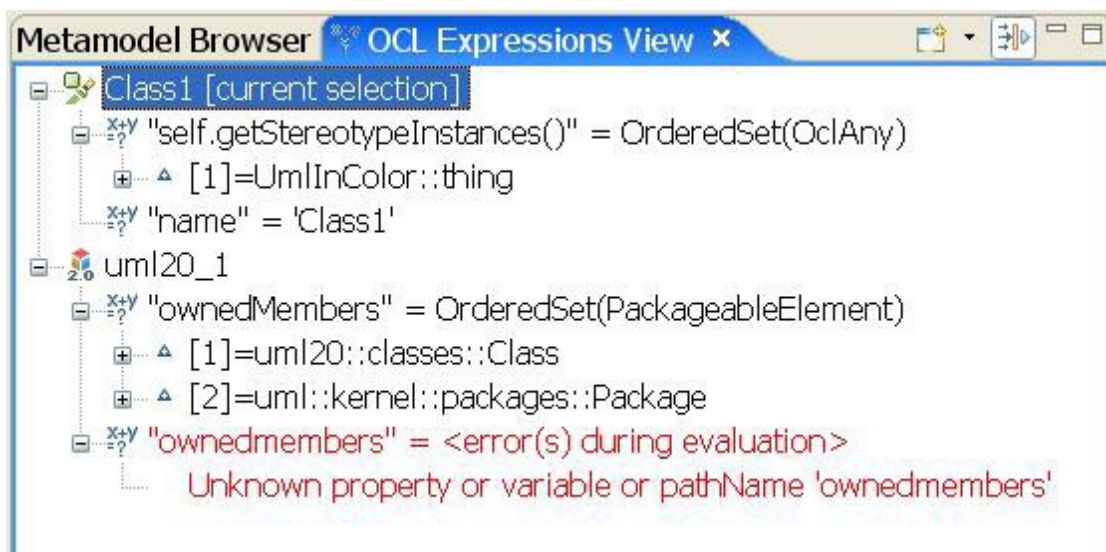 Metamodel Browser OCL Expressions View
Class1 [current selection]
"self.getStereotypeInstances()" = OrderedSet(OclAny)
[1]=UmlInColor::thing
"name" = 'Class1'
uml20_1
"ownedMembers" = OrderedSet(PackageableElement)
[1]=uml20::classes::Class
[2]=uml::kernel::packages::Package
"ownedmembers" = <error(s) during evaluation>
Unknown property or variable or pathName 'ownedmembers'